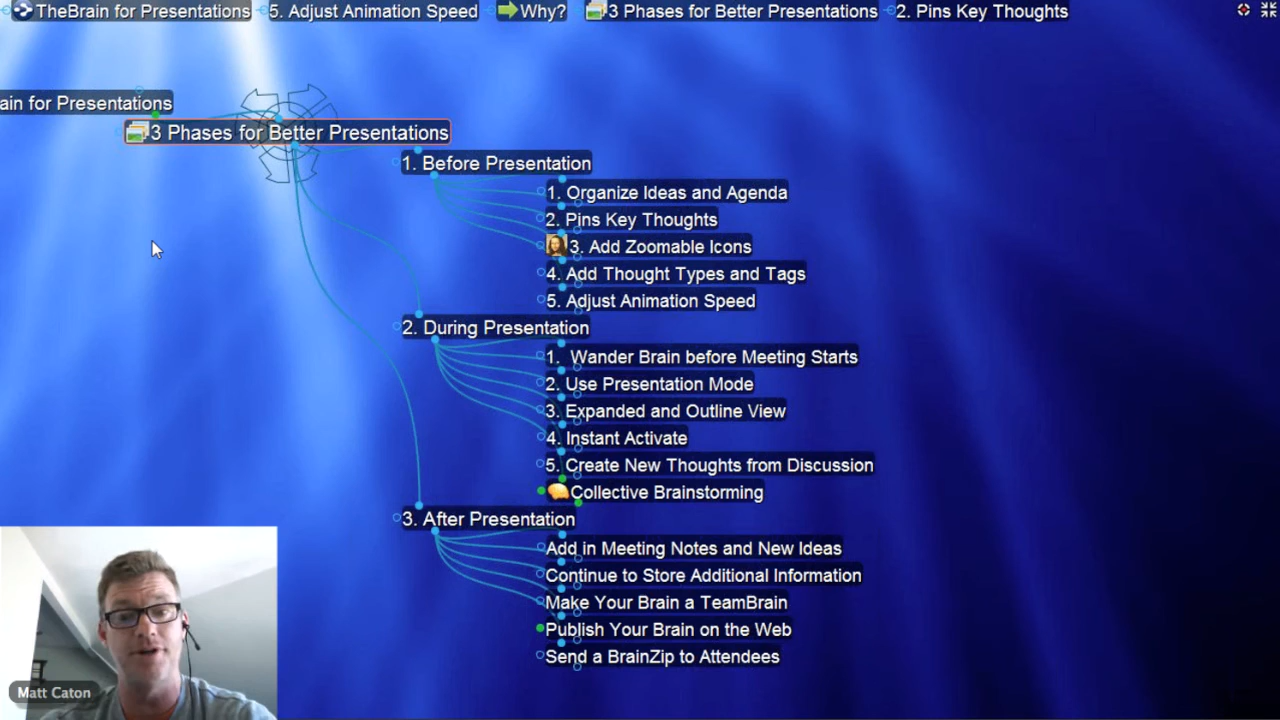 TheBrain for Presentations
5. Adjust Animation Speed
Why?
3 Phases for Better Presentations
2. Pins Key Thoughts
ain for Presentations
3 Phases for Better Presentations
1. Before Presentation
1. Organize Ideas and Agenda
2. Pins Key Thoughts
3. Add Zoomable Icons
4. Add Thought Types and Tags
5. Adjust Animation Speed
2. During Presentation
1. Wander Brain before Meeting Starts
2. Use Presentation Mode
3. Expanded and Outline View
4. Instant Activate
5. Create New Thoughts from Discussion
Collective Brainstorming
3. After Presentation
Add in Meeting Notes and New Ideas
Continue to Store Additional Information
Make Your Brain a TeamBrain
Publish Your Brain on the Web
Send a BrainZip to Attendees
Matt Caton